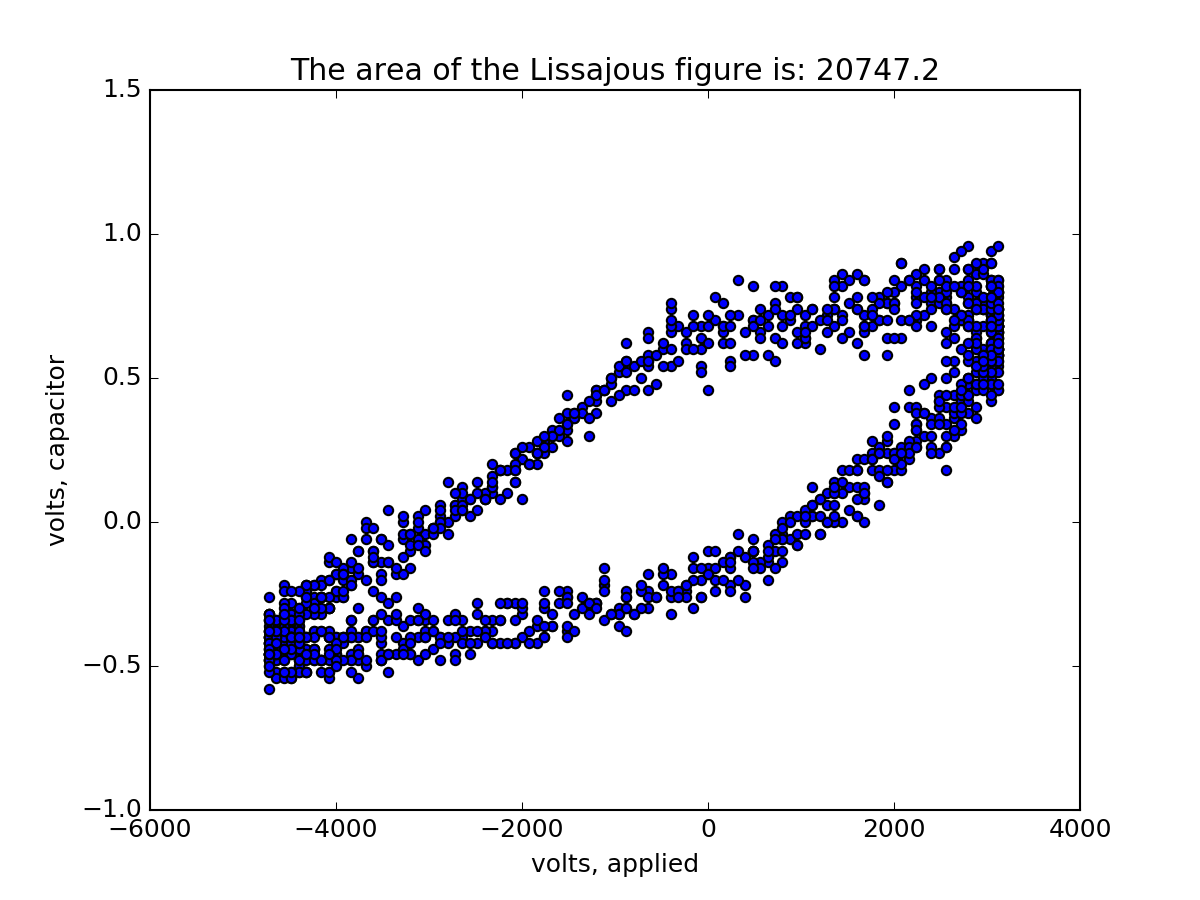 The area of the Lissajous figure is: 20747.2
1.5
1.0
0.5
0.0
−0.5
−1.0
volts, capacitor
−6000 −4000 −2000 0 2000 4000
volts, applied